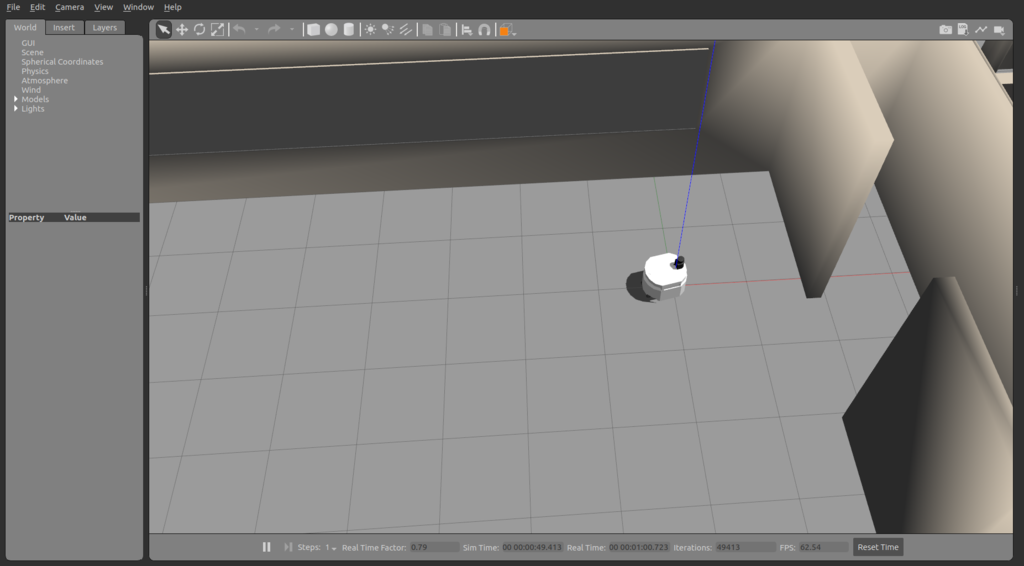 File Edit Camera View Window Help
World Insert Layers
GUI
Scene
Spherical Coordinates
Physics
Atmosphere
Wind
Models
Lights
Property Value
Steps: 1 Real Time Factor: 0.79 Sim Time: 00 00:00:49.413 Real Time: 00 00:01:00.723 Iterations: 49413 FPS: 62.54 Reset Time